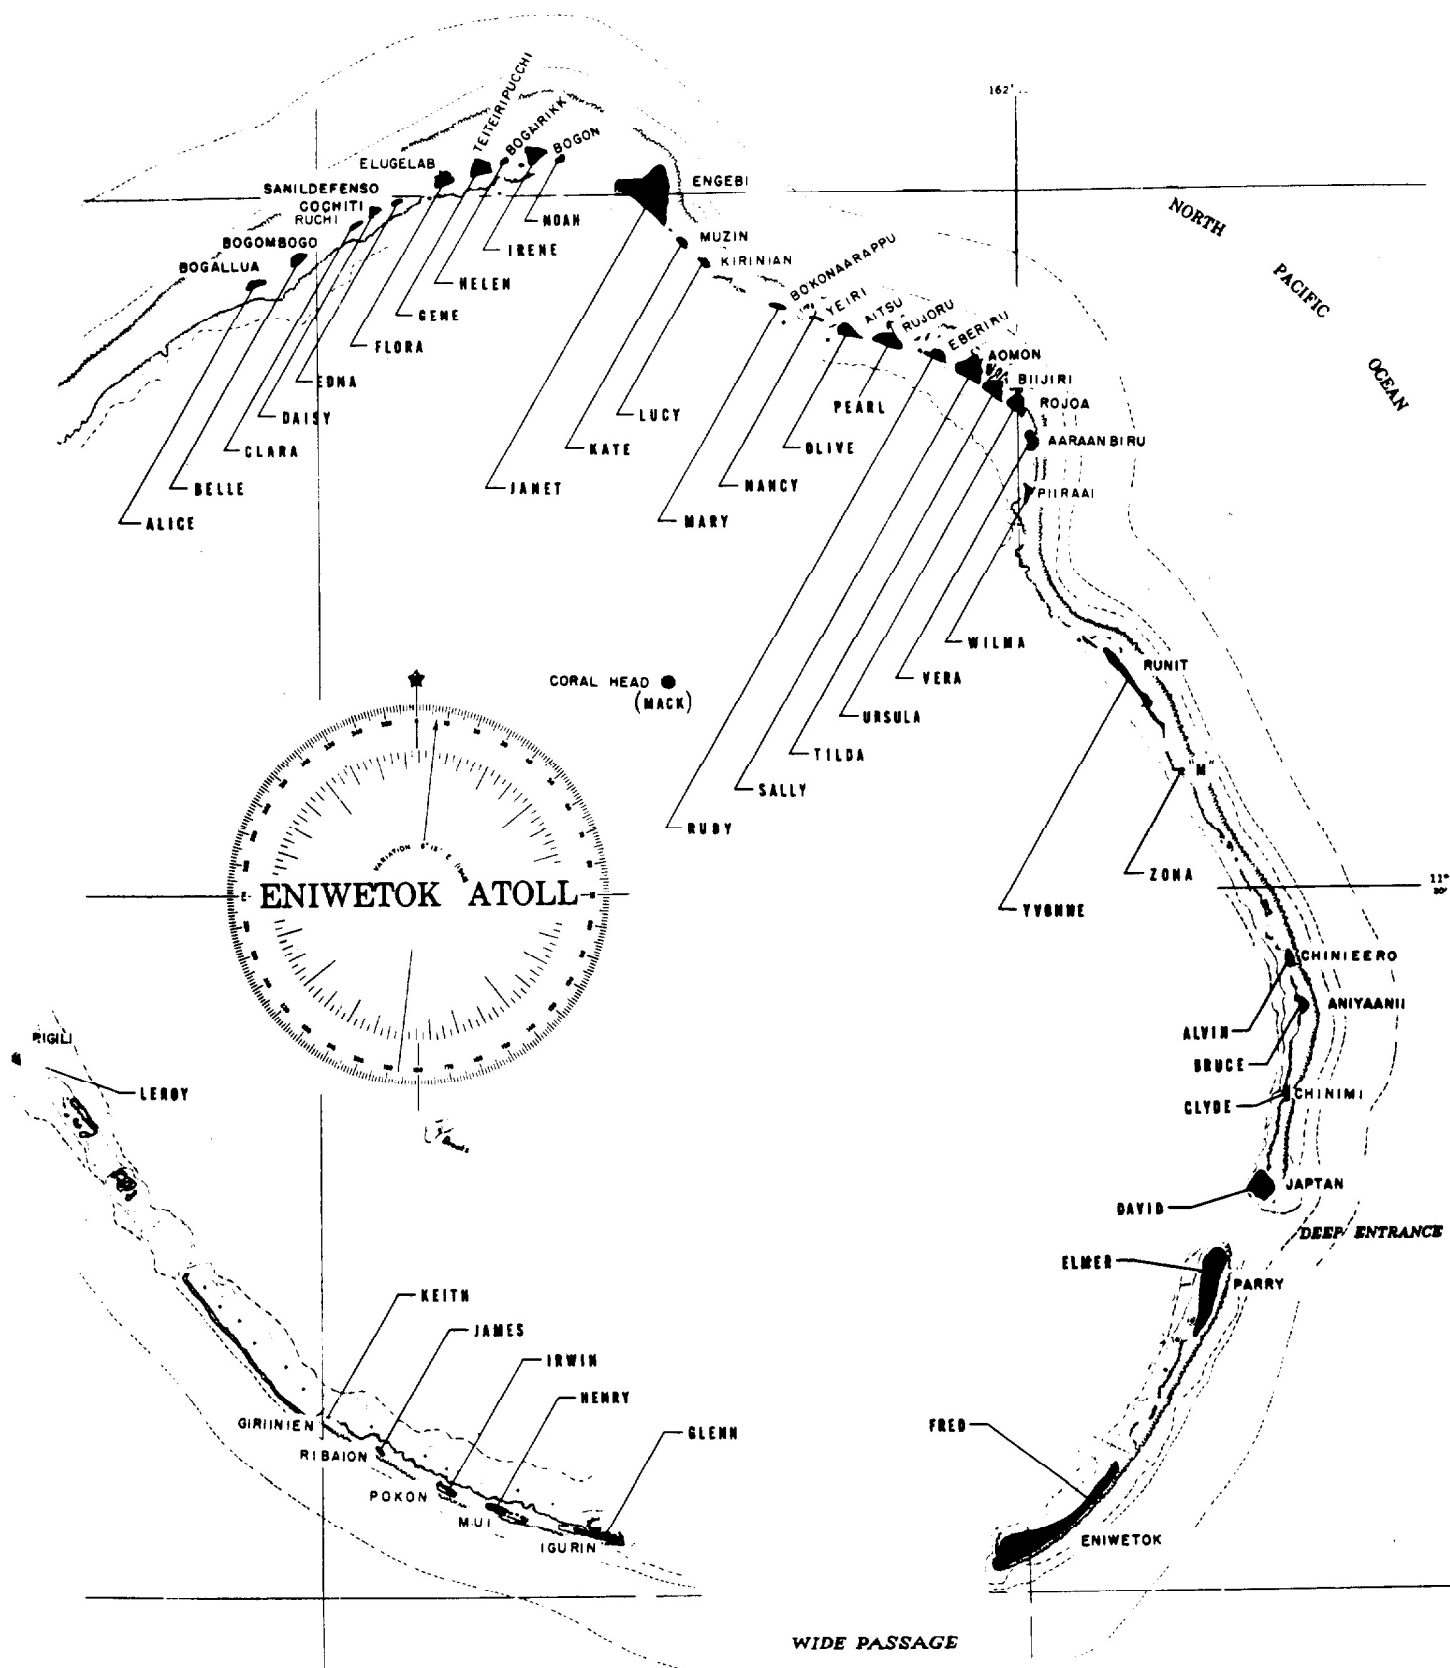 162°
TEITEIRIPUCCHI
BOGAIRIKK
BOGON
ELUGELAB
SANILDEFENSO
COCHITI
RUCHI
BOGOMBOGO
BOGALLUA
ENGEBI
NORTH
PACIFIC
OCEAN
NOAH
IRENE
HELEN
GENE
FLORA
EDNA
DAISY
CLARA
BELLE
ALICE
MUZIN
KIRINIAN
BOKONAARAPPU
YEIRI
AITSU
RUJORU
EBERIRU
AOMON
BIIJIRI
ROJOA
AARAANBIRU
PIIRAAI
LUCY
KATE
JANET
PEARL
OLIVE
NANCY
MARY
WILMA
VERA
URSULA
TILDA
SALLY
RUBY
RUNIT
CORAL HEAD
(MACK)
"M"
ZONA
YVONNE
11°
30'
VARIATION
ENIWETOK ATOLL
CHINIEERO
ANIYAANII
ALVIN
BRUCE
CLYDE
CHINIMI
RIGILI
LEROY
JAPTAN
DAVID
DEEP ENTRANCE
ELMER
PARRY
KEITH
JAMES
IRWIN
HENRY
GLENN
FRED
GIRIINIEN
RIBAION
POKON
MUI
IGURIN
ENIWETOK
WIDE PASSAGE